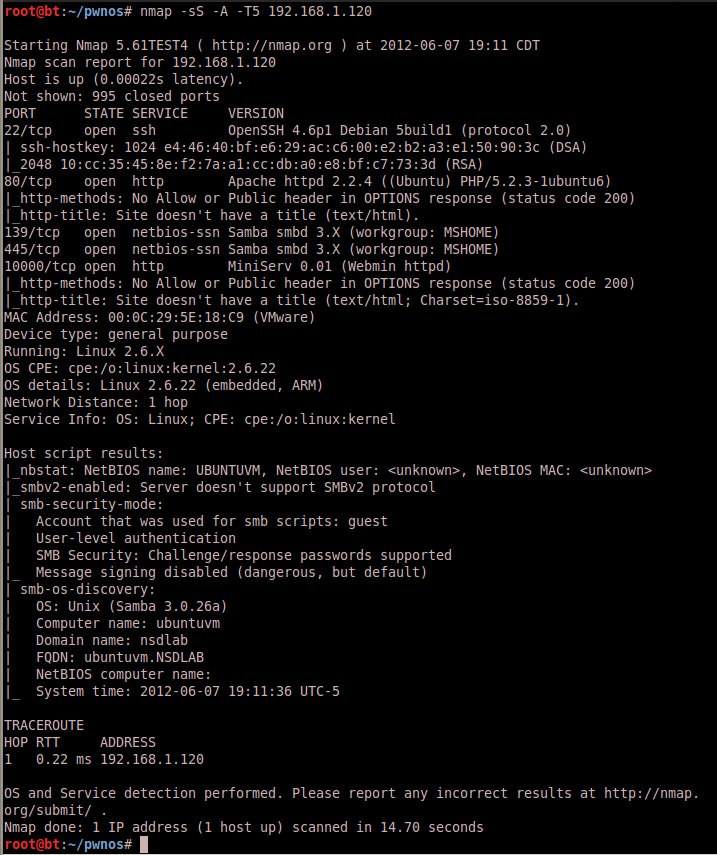 root@bt:~/pwnos# nmap -sS -A -T5 192.168.1.120

Starting Nmap 5.61TEST4 ( http://nmap.org ) at 2012-06-07 19:11 CDT
Nmap scan report for 192.168.1.120
Host is up (0.00022s latency).
Not shown: 995 closed ports
PORT      STATE SERVICE     VERSION
22/tcp    open  ssh         OpenSSH 4.6p1 Debian 5build1 (protocol 2.0)
| ssh-hostkey: 1024 e4:46:40:bf:e6:29:ac:c6:00:e2:b2:a3:e1:50:90:3c (DSA)
|_2048 10:cc:35:45:8e:f2:7a:a1:cc:db:a0:e8:bf:c7:73:3d (RSA)
80/tcp    open  http        Apache httpd 2.2.4 ((Ubuntu) PHP/5.2.3-1ubuntu6)
|_http-methods: No Allow or Public header in OPTIONS response (status code 200)
|_http-title: Site doesn't have a title (text/html).
139/tcp   open  netbios-ssn Samba smbd 3.X (workgroup: MSHOME)
445/tcp   open  netbios-ssn Samba smbd 3.X (workgroup: MSHOME)
10000/tcp open  http        MiniServ 0.01 (Webmin httpd)
|_http-methods: No Allow or Public header in OPTIONS response (status code 200)
|_http-title: Site doesn't have a title (text/html; Charset=iso-8859-1).
MAC Address: 00:0C:29:5E:18:C9 (VMware)
Device type: general purpose
Running: Linux 2.6.X
OS CPE: cpe:/o:linux:kernel:2.6.22
OS details: Linux 2.6.22 (embedded, ARM)
Network Distance: 1 hop
Service Info: OS: Linux; CPE: cpe:/o:linux:kernel

Host script results:
|_nbstat: NetBIOS name: UBUNTUVM, NetBIOS user: <unknown>, NetBIOS MAC: <unknown>
|_smbv2-enabled: Server doesn't support SMBv2 protocol
| smb-security-mode:
|   Account that was used for smb scripts: guest
|   User-level authentication
|   SMB Security: Challenge/response passwords supported
|_  Message signing disabled (dangerous, but default)
| smb-os-discovery:
|   OS: Unix (Samba 3.0.26a)
|   Computer name: ubuntuvm
|   Domain name: nsdlab
|   FQDN: ubuntuvm.NSDLAB
|   NetBIOS computer name:
|_  System time: 2012-06-07 19:11:36 UTC-5

TRACEROUTE
HOP RTT     ADDRESS
1   0.22 ms 192.168.1.120

OS and Service detection performed. Please report any incorrect results at http://nmap.
org/submit/ .
Nmap done: 1 IP address (1 host up) scanned in 14.70 seconds
root@bt:~/pwnos#